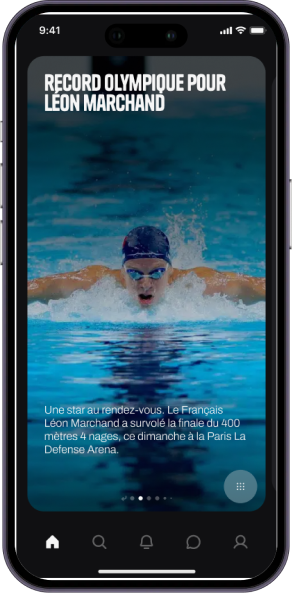 9:41
RECORD OLYMPIQUE POUR
LÉON MARCHAND
Une star au rendez-vous. Le Français
Léon Marchand a survolé la finale du 400
mètres 4 nages, ce dimanche à la Paris La
Defense Arena.